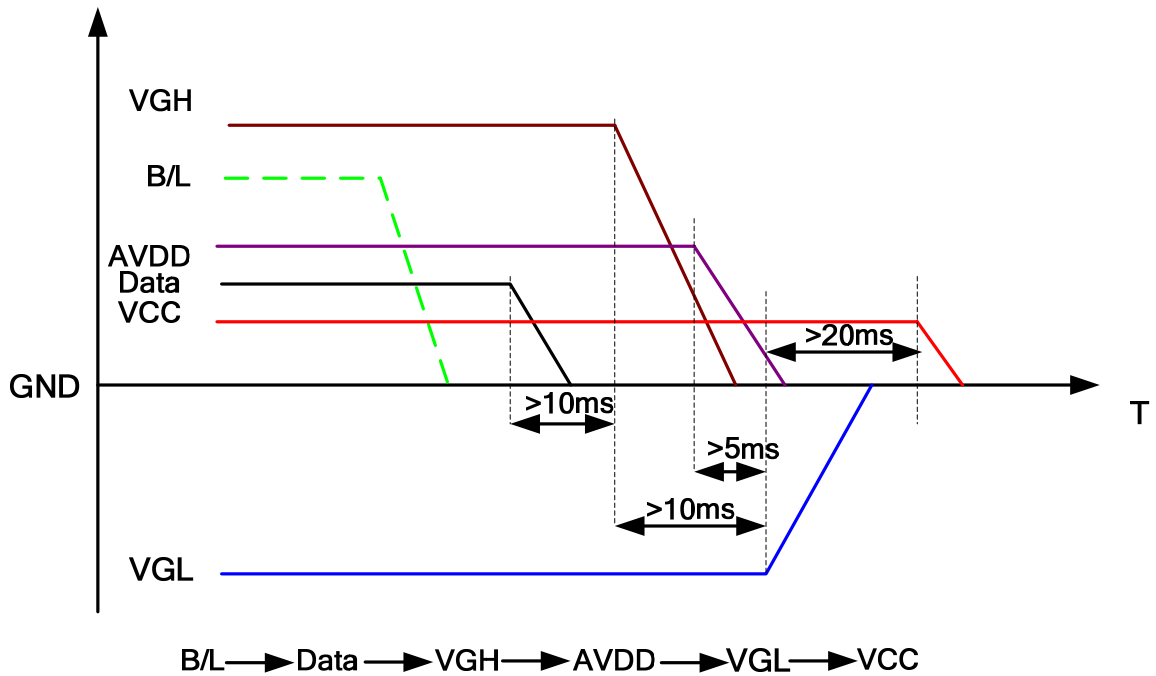 VGH
B/L
AVDD
Data
VCC
>20ms
GND
>10ms
T
>5ms
>10ms
VGL
B/L Data VGH AVDD VGL VCC